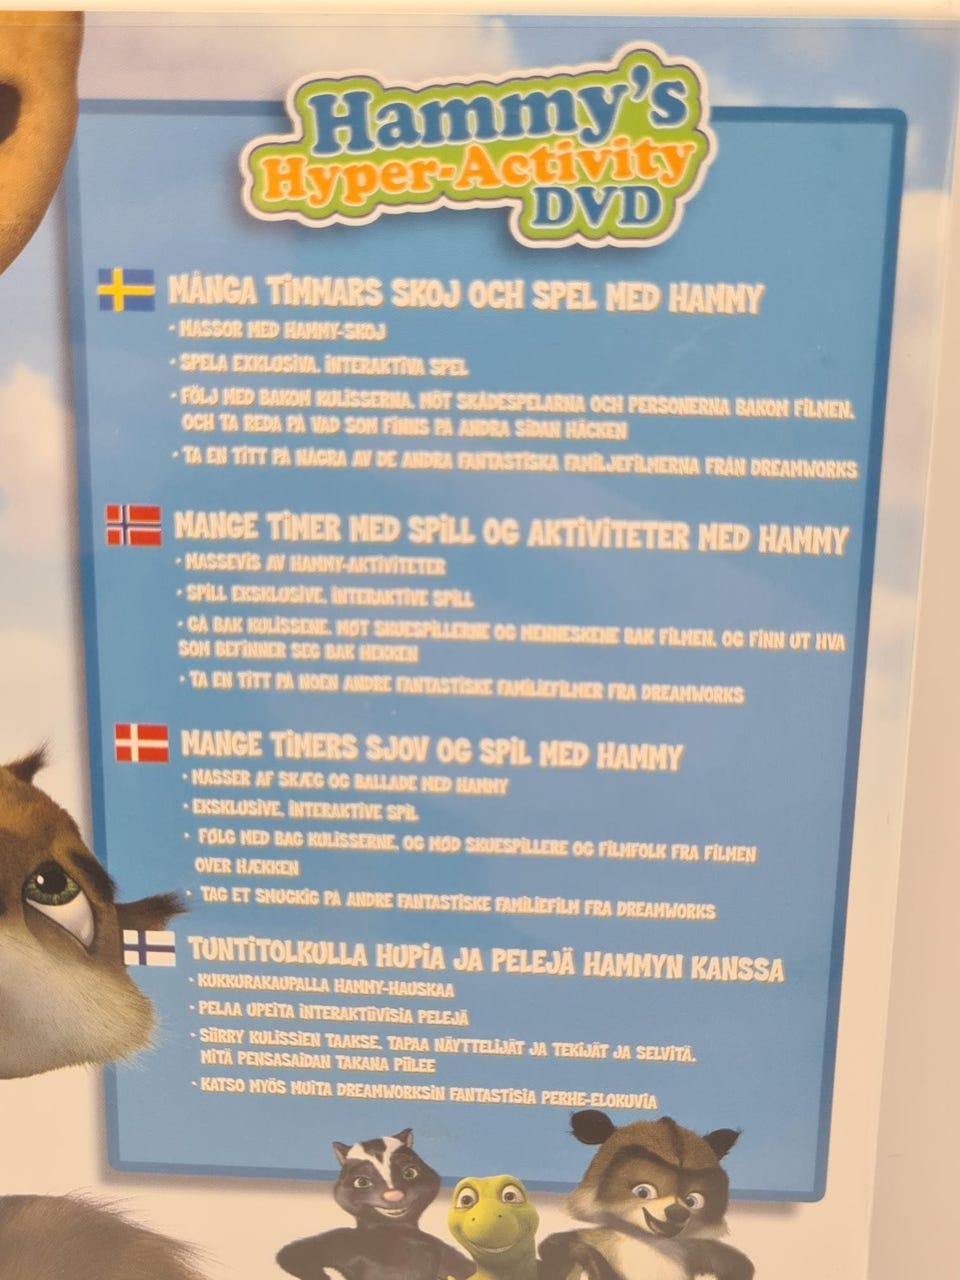 Hammy's
Hyper-Activity
DVD
MÅNGA TIMMARS SKOJ OCH SPEL MED HAMMY
• MASSOR MED HAMMY-SKOJ
• SPELA EXKLUSIVA, INTERAKTIVA SPEL
• FÖLJ MED BAKOM KULISSERNA, MÖT SKÅDESPELARNA OCH PERSONERNA BAKOM FILMEN,
OCH TA REDA PÅ VAD SOM FINNS PÅ ANDRA SIDAN HÄCKEN
• TA EN TITT PÅ NÅGRA AV DE ANDRA FANTASTISKA FAMILJEFILMERNA FRÅN DREAMWORKS
MANGE TIMER MED SPILL OG AKTIVITETER MED HAMMY
• MASSEVIS AV HAMMY-AKTIVITETER
• SPILL EKSKLUSIVE, INTERAKTIVE SPILL
• GÅ BAK KULISSENE, MØT SKUESPILLERNE OG MENNESKENE BAK FILMEN, OG FINN UT HVA
SOM BEFINNER SEG BAK HEKKEN
• TA EN TITT PÅ NOEN ANDRE FANTASTISKE FAMILIEFILMER FRA DREAMWORKS
MANGE TIMERS SJOV OG SPIL MED HAMMY
• MASSER AF SKÆG OG BALLADE MED HAMMY
• EKSKLUSIVE, INTERAKTIVE SPIL
• FØLG MED BAG KULISSERNE, OG MØD SKUESPILLERE OG FILMFOLK FRA FILMEN
OVER HÆKKEN
• TAG ET SMUGKIG PÅ ANDRE FANTASTISKE FAMILIEFILM FRA DREAMWORKS
TUNTITOLKULLA HUPIA JA PELEJÄ HAMMYN KANSSA
• KUKKURAKAUPALLA HAMMY-HAUSKAA
• PELAA UPEITA INTERAKTIIVISIA PELEJÄ
• SIIRRY KULISSIEN TAAKSE, TAPAA NÄYTTELIJÄT JA TEKIJÄT JA SELVITÄ,
MITÄ PENSASAIDAN TAKANA PIILEE
• KATSO MYÖS MUITA DREAMWORKSIN FANTASTISIA PERHE-ELOKUVIA